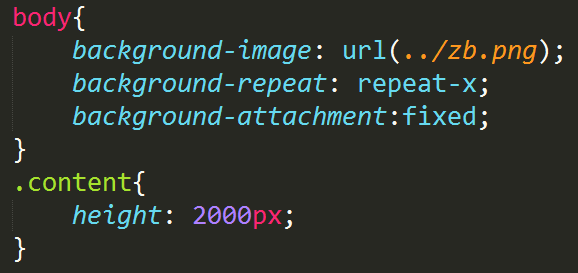 body{
    background-image: url(../zb.png);
    background-repeat: repeat-x;
    background-attachment:fixed;
}
.content{
    height: 2000px;
}